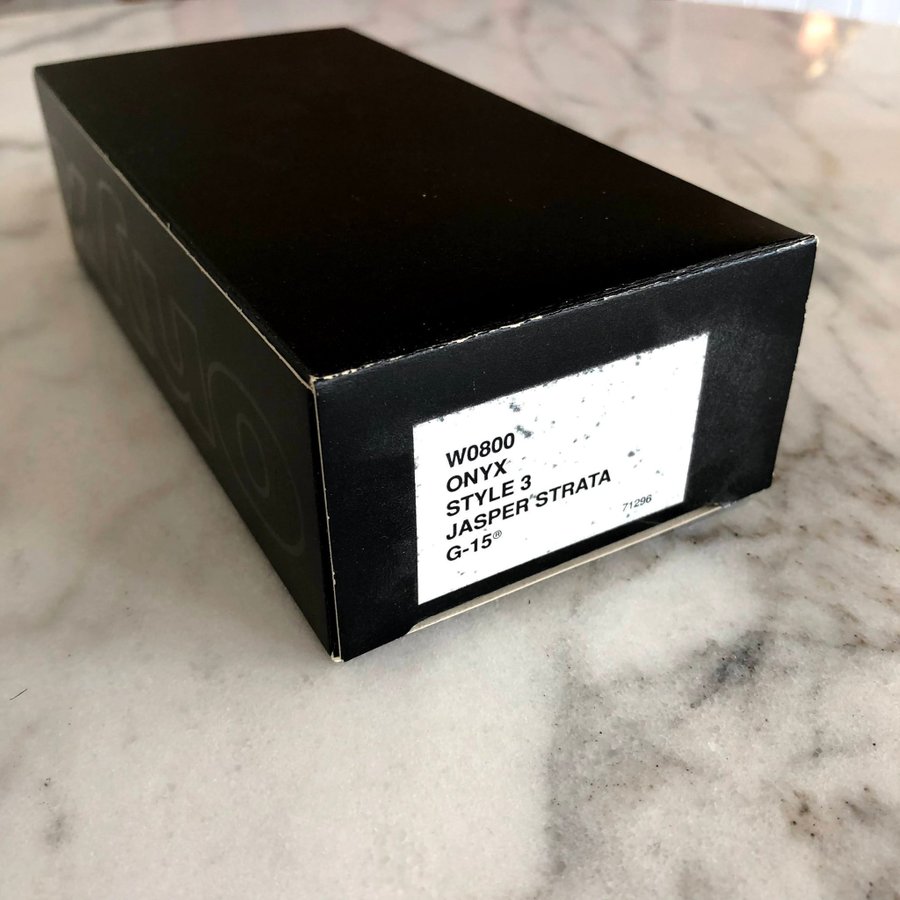 W0800
ONYX
STYLE 3
JASPER STRATA
G-15®
71296